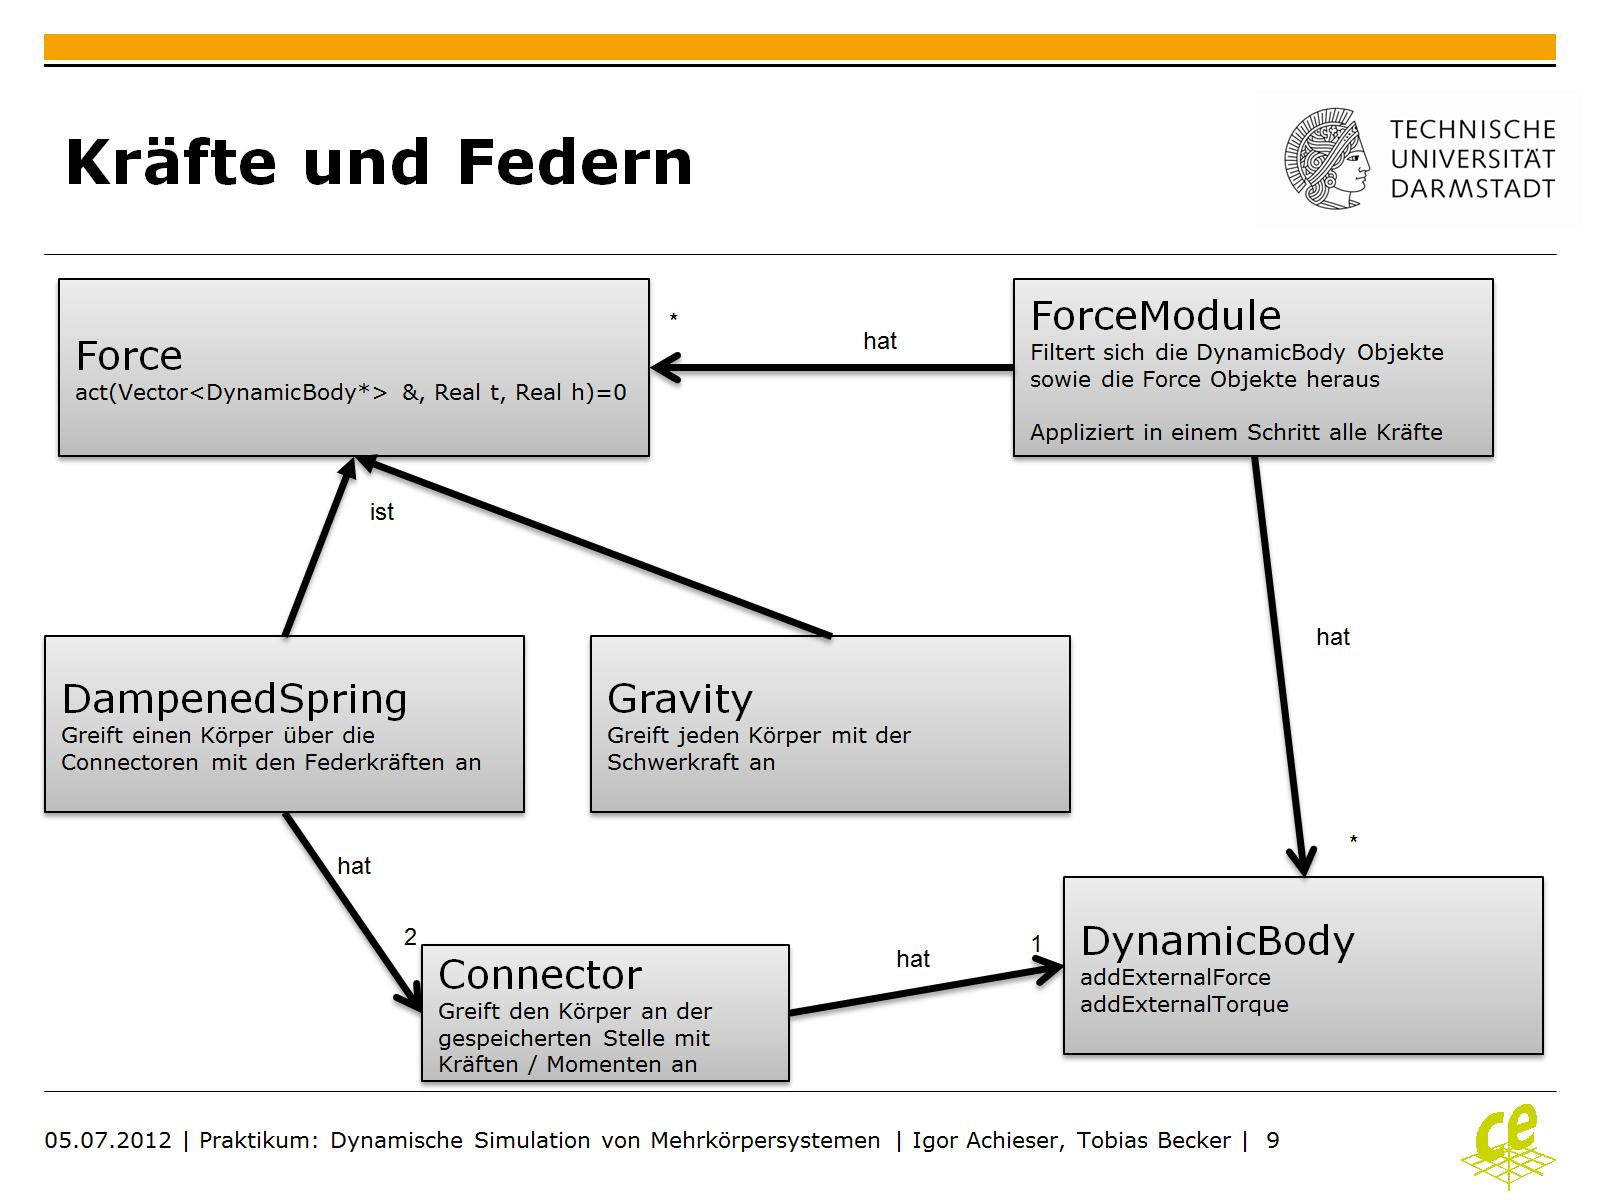 Kräfte und Federn
TECHNISCHE
UNIVERSITÄT
DARMSTADT
Force
act(Vector<DynamicBody*> &, Real t, Real h)=0
*
hat
ForceModule
Filtert sich die DynamicBody Objekte
sowie die Force Objekte heraus
Appliziert in einem Schritt alle Kräfte
ist
hat
DampenedSpring
Greift einen Körper über die
Connectoren mit den Federkräften an
Gravity
Greift jeden Körper mit der
Schwerkraft an
*
hat
2
Connector
Greift den Körper an der
gespeicherten Stelle mit
Kräften / Momenten an
hat
1
DynamicBody
addExternalForce
addExternalTorque
05.07.2012 | Praktikum: Dynamische Simulation von Mehrkörpersystemen | Igor Achieser, Tobias Becker | 9
ce